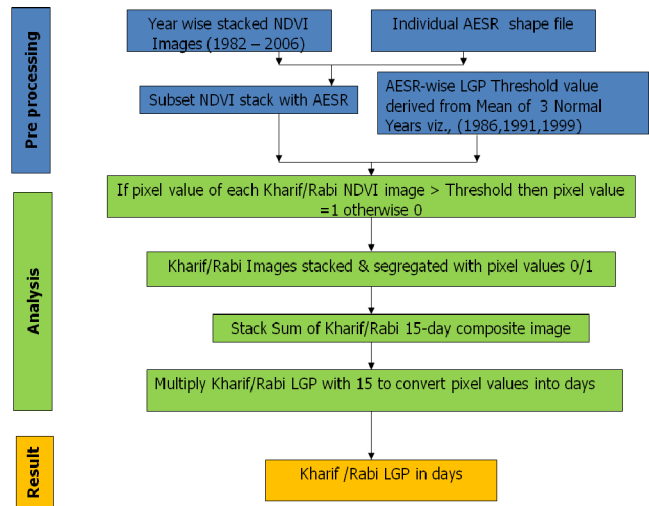 Pre processing
Year wise stacked NDVI
Images (1982 – 2006)
Individual AESR shape file
Subset NDVI stack with AESR
AESR-wise LGP Threshold value
derived from Mean of 3 Normal
Years viz., (1986,1991,1999)
Analysis
If pixel value of each Kharif/Rabi NDVI image > Threshold then pixel value
=1 otherwise 0
Kharif/Rabi Images stacked & segregated with pixel values 0/1
Stack Sum of Kharif/Rabi 15-day composite image
Multiply Kharif/Rabi LGP with 15 to convert pixel values into days
Result
Kharif /Rabi LGP in days